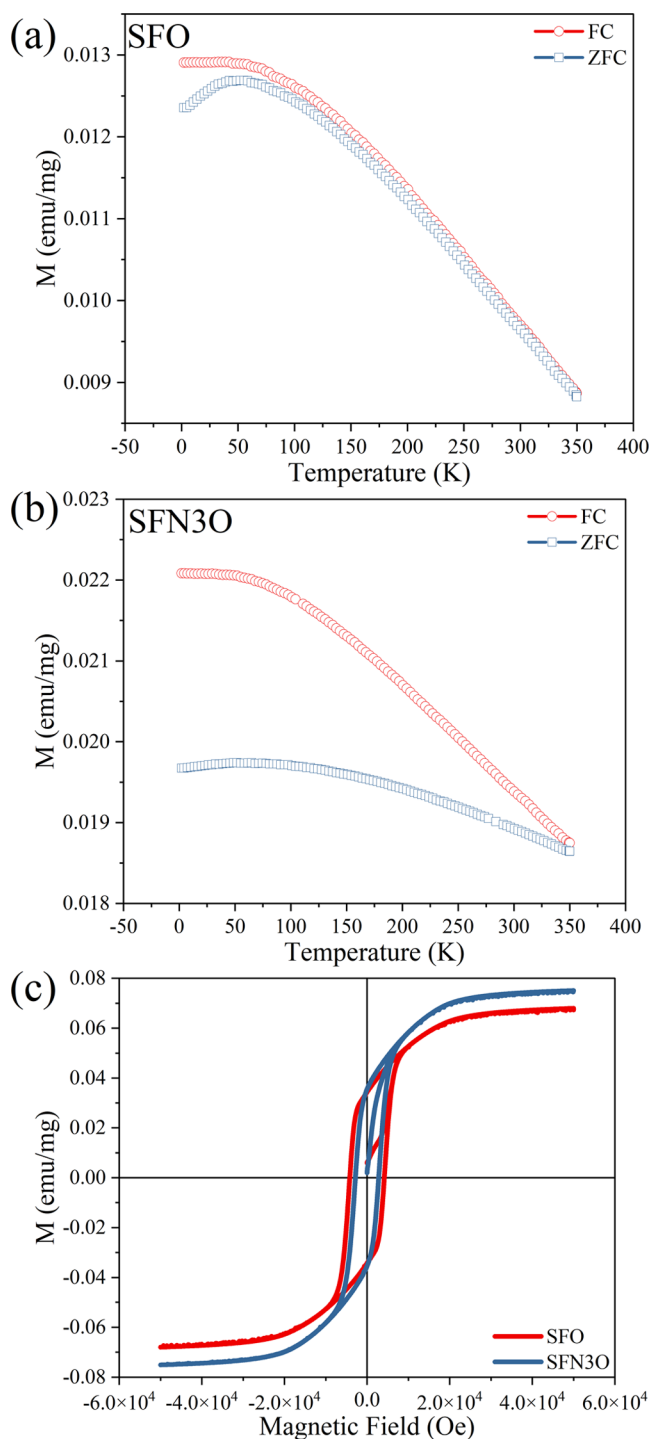 (a)
SFO
FC
ZFC
0.013
0.012
0.011
0.010
0.009
M (emu/mg)
-50 0 50 100 150 200 250 300 350 400
Temperature (K)
(b)
SFN3O
FC
ZFC
0.023
0.022
0.021
0.020
0.019
0.018
M (emu/mg)
-50 0 50 100 150 200 250 300 350 400
Temperature (K)
(c)
0.08
0.06
0.04
0.02
0.00
-0.02
-0.04
-0.06
-0.08
M (emu/mg)
SFO
SFN3O
-6.0×10⁴ -4.0×10⁴ -2.0×10⁴ 0.0 2.0×10⁴ 4.0×10⁴ 6.0×10⁴
Magnetic Field (Oe)